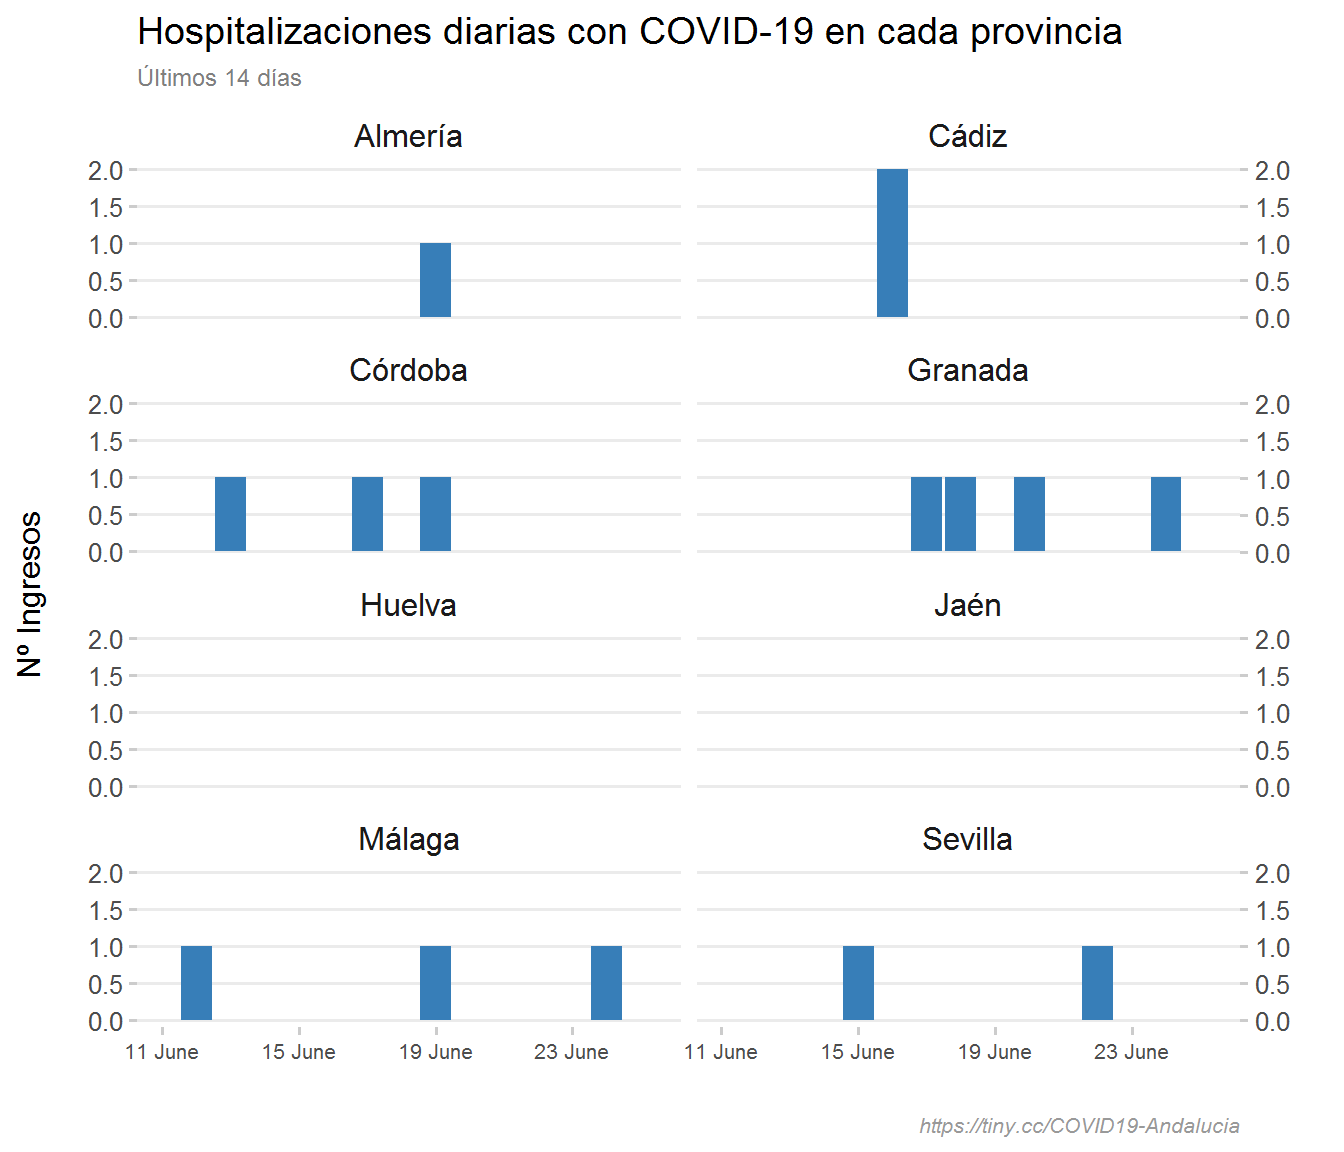 Hospitalizaciones diarias con COVID-19 en cada provincia
Últimos 14 días
Almería
Cádiz
2.0
1.5
1.0
0.5
0.0
2.0
1.5
1.0
0.5
0.0
Córdoba
Granada
2.0
1.5
1.0
0.5
0.0
2.0
1.5
1.0
0.5
0.0
Nº Ingresos
Huelva
Jaén
2.0
1.5
1.0
0.5
0.0
2.0
1.5
1.0
0.5
0.0
Málaga
Sevilla
2.0
1.5
1.0
0.5
0.0
2.0
1.5
1.0
0.5
0.0
11 June 15 June 19 June 23 June
11 June 15 June 19 June 23 June
https://tiny.cc/COVID19-Andalucia